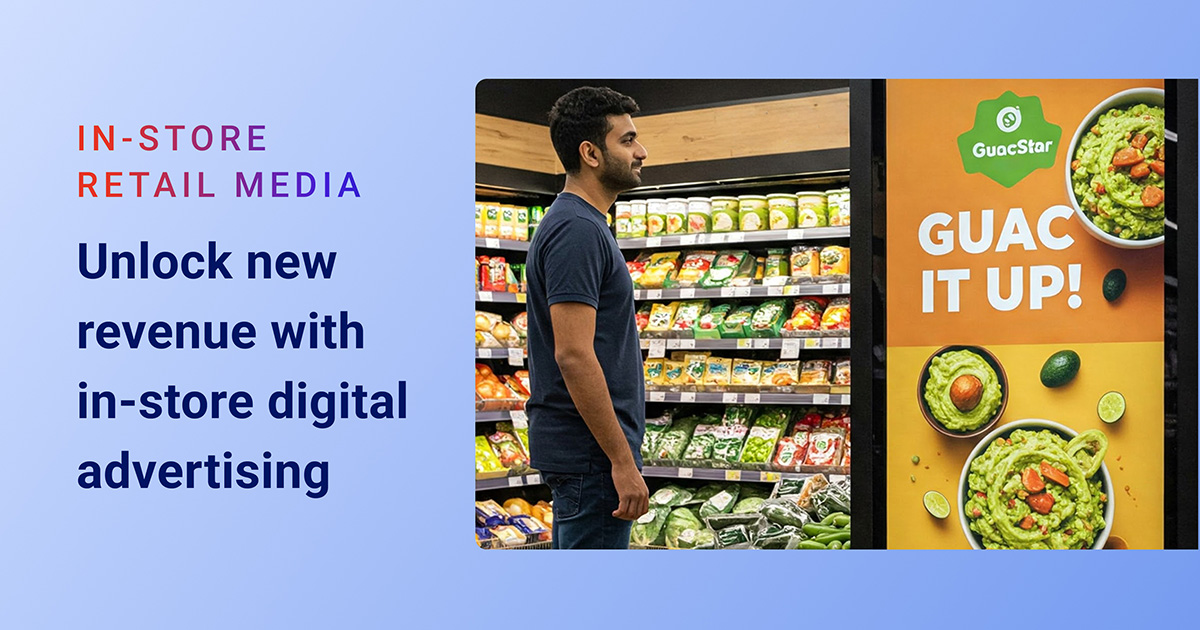 IN-STORE
RETAIL MEDIA
Unlock new
revenue with
in-store digital
advertising
GuacStar
GUAC
IT UP!